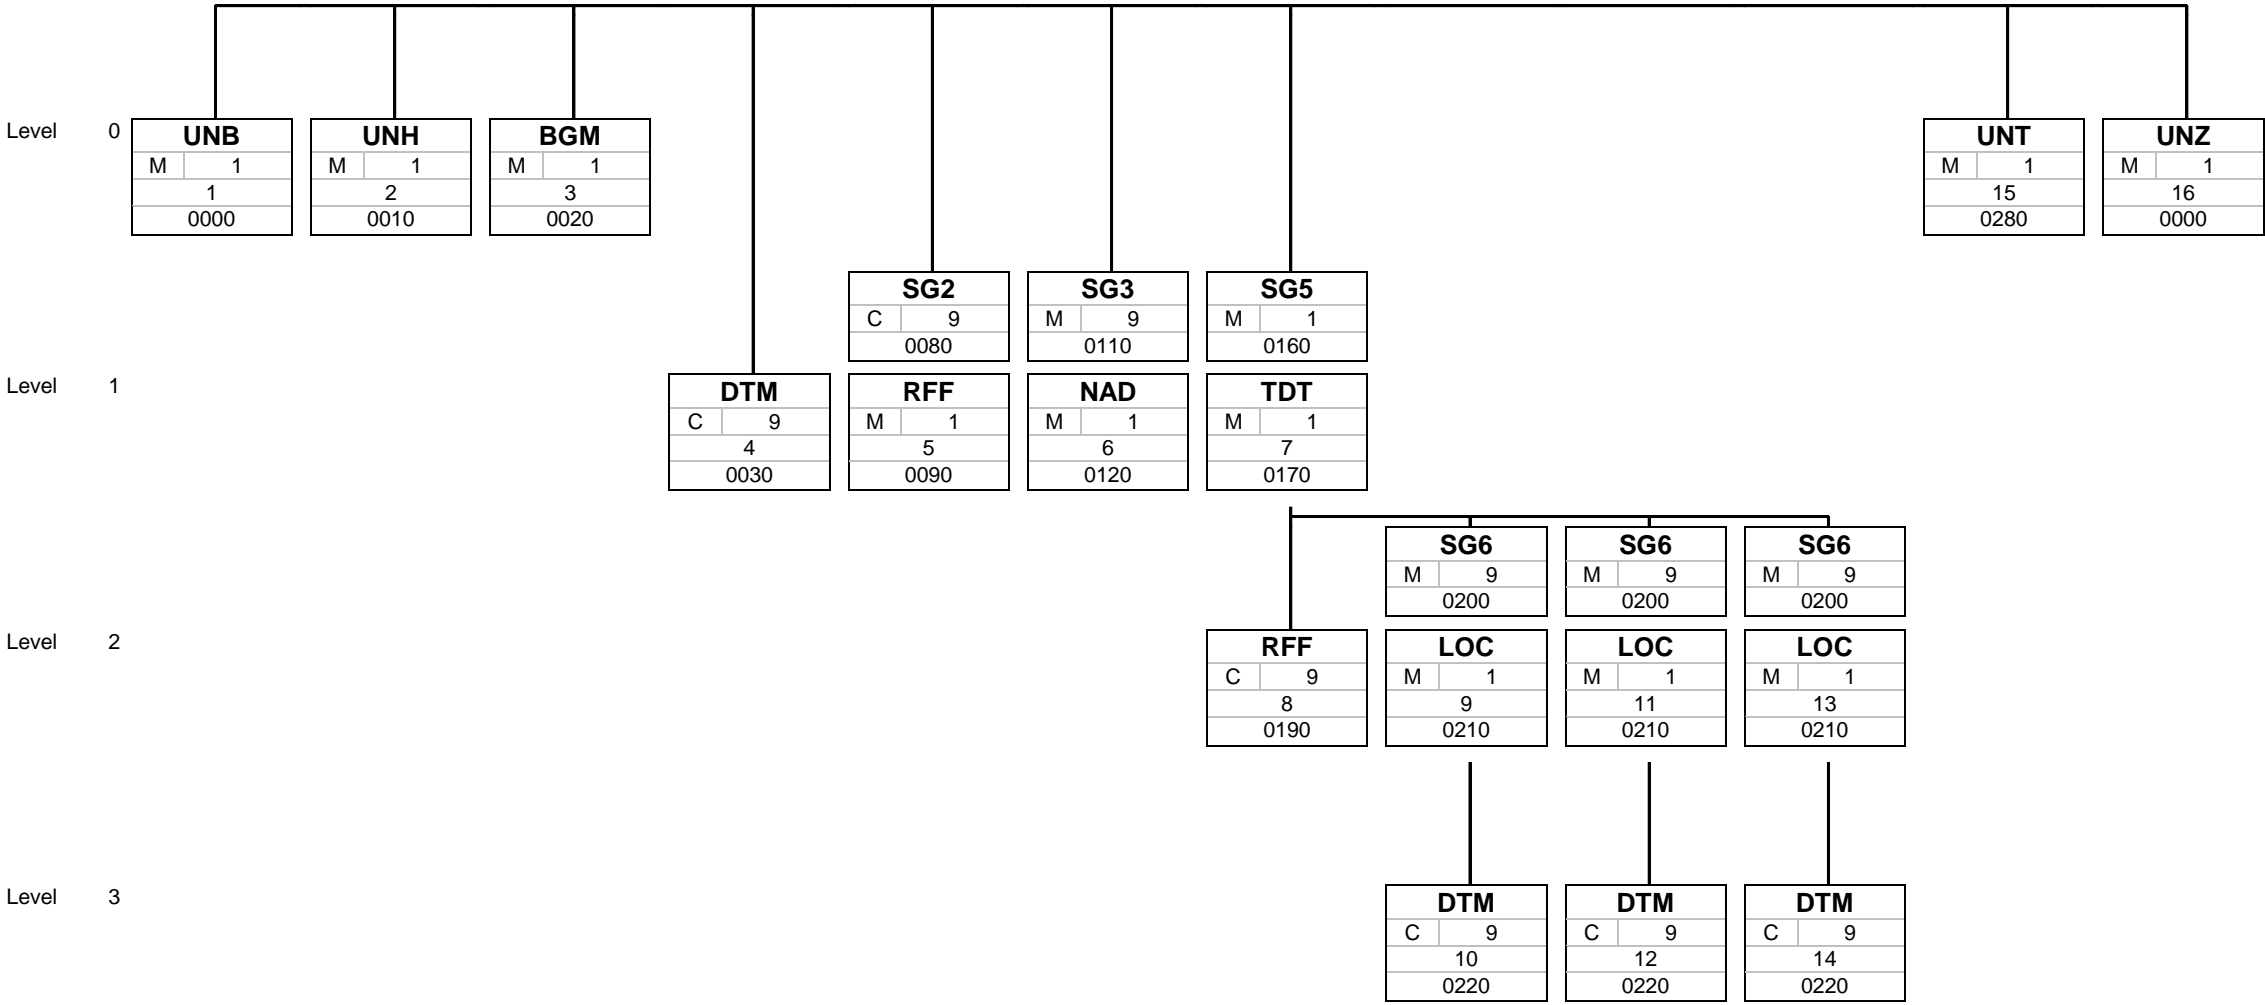 Level 0
UNB
M 1
1
0000
UNH
M 1
2
0010
BGM
M 1
3
0020
UNT
M 1
15
0280
UNZ
M 1
16
0000
SG2
C 9
0080
SG3
M 9
0110
SG5
M 1
0160
Level 1
DTM
C 9
4
0030
RFF
M 1
5
0090
NAD
M 1
6
0120
TDT
M 1
7
0170
SG6
M 9
0200
SG6
M 9
0200
SG6
M 9
0200
Level 2
RFF
C 9
8
0190
LOC
M 1
9
0210
LOC
M 1
11
0210
LOC
M 1
13
0210
Level 3
DTM
C 9
10
0220
DTM
C 9
12
0220
DTM
C 9
14
0220